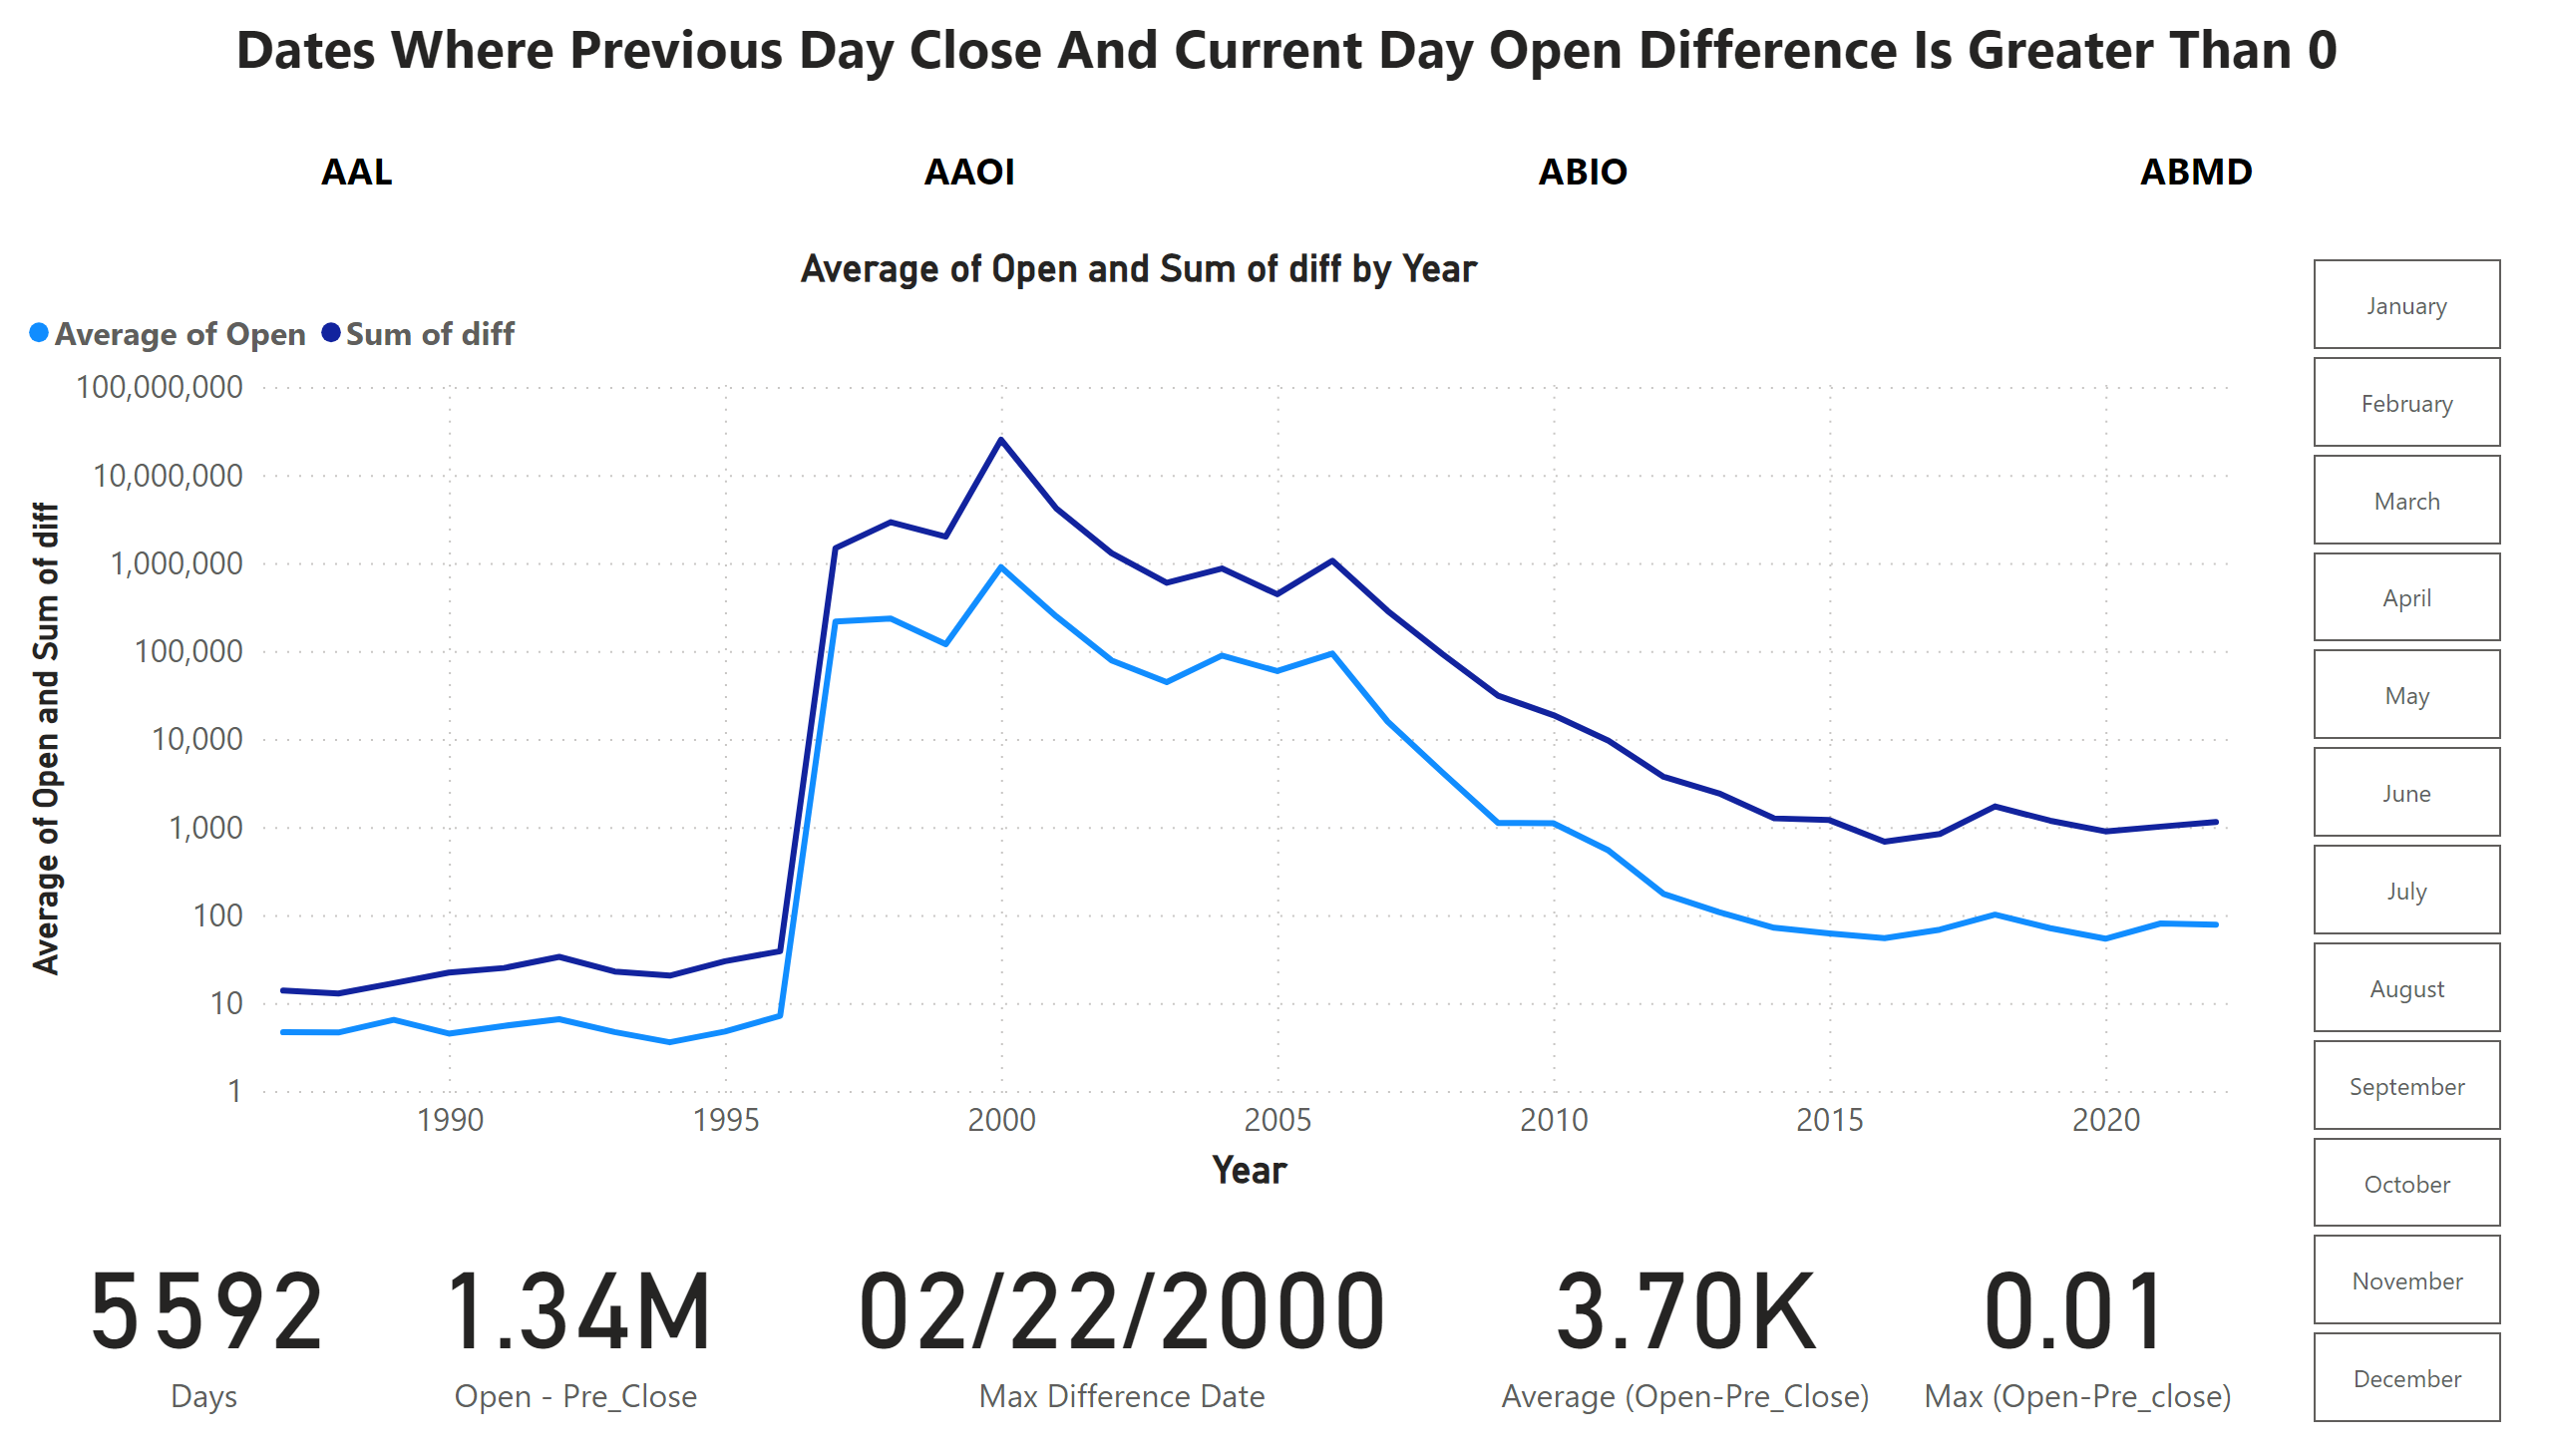 Dates Where Previous Day Close And Current Day Open Difference Is Greater Than 0
AAL
AAOI
ABIO
ABMD
Average of Open and Sum of diff by Year
Average of Open
Sum of diff
Average of Open and Sum of diff
100,000,000
10,000,000
1,000,000
100,000
10,000
1,000
100
10
1
1990
1995
2000
2005
2010
2015
2020
Year
January
February
March
April
May
June
July
August
September
October
November
December
5592
Days
1.34M
Open - Pre_Close
02/22/2000
Max Difference Date
3.70K
Average (Open-Pre_Close)
0.01
Max (Open-Pre_close)